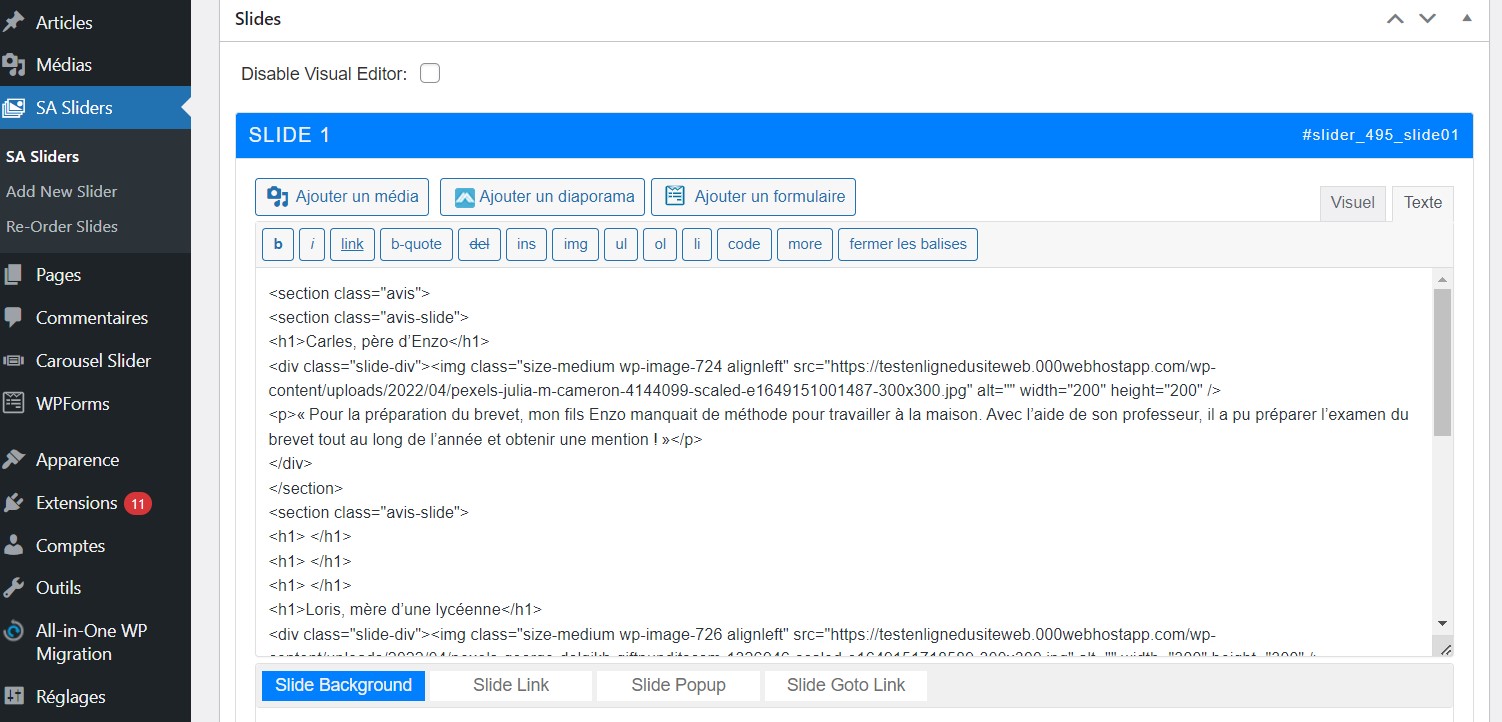 Articles
Médias
SA Sliders
SA Sliders
Add New Slider
Re-Order Slides
Pages
Commentaires
Carousel Slider
WPForms
Apparence
Extensions 11
Comptes
Outils
All-in-One WP
Migration
Réglages
Slides
Disable Visual Editor:
SLIDE 1 #slider_495_slide01
Ajouter un média Ajouter un diaporama Ajouter un formulaire Visuel Texte
b i link b-quote del ins img ul ol li code more fermer les balises
<section class="avis">
<section class="avis-slide">
<h1>Carles, père d’Enzo</h1>
<div class="slide-div"><img class="size-medium wp-image-724 alignleft" src="https://testenlignedusiteweb.000webhostapp.com/wp-
content/uploads/2022/04/pexels-julia-m-cameron-4144099-scaled-e1649151001487-300x300.jpg" alt="" width="200" height="200" />
<p>« Pour la préparation du brevet, mon fils Enzo manquait de méthode pour travailler à la maison. Avec l’aide de son professeur, il a pu préparer l’examen du
brevet tout au long de l’année et obtenir une mention ! »</p>
</div>
</section>
<section class="avis-slide">
<h1> </h1>
<h1> </h1>
<h1> </h1>
<h1>Loris, mère d’une lycéenne</h1>
<div class="slide-div"><img class="size-medium wp-image-726 alignleft" src="https://testenlignedusiteweb.000webhostapp.com/wp-
Slide Background Slide Link Slide Popup Slide Goto Link